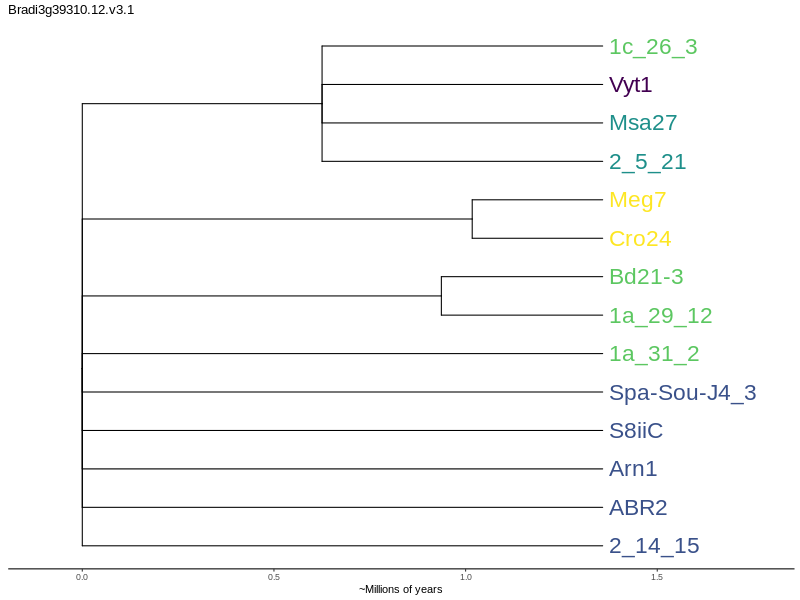 Bradi3g39310.12.v3.1
1c_26_3
Vyt1
Msa27
2_5_21
Meg7
Cro24
Bd21-3
1a_29_12
1a_31_2
Spa-Sou-J4_3
S8iiC
Arn1
ABR2
2_14_15
0.0 0.5 1.0 1.5
~Millions of years